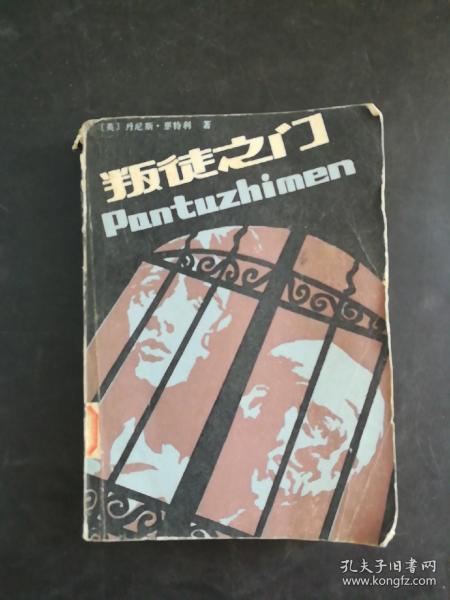 〔英〕丹尼斯·惠特利 著
叛徒之门
Pantuzhimen
孔夫子旧书网
www.kongfz.com